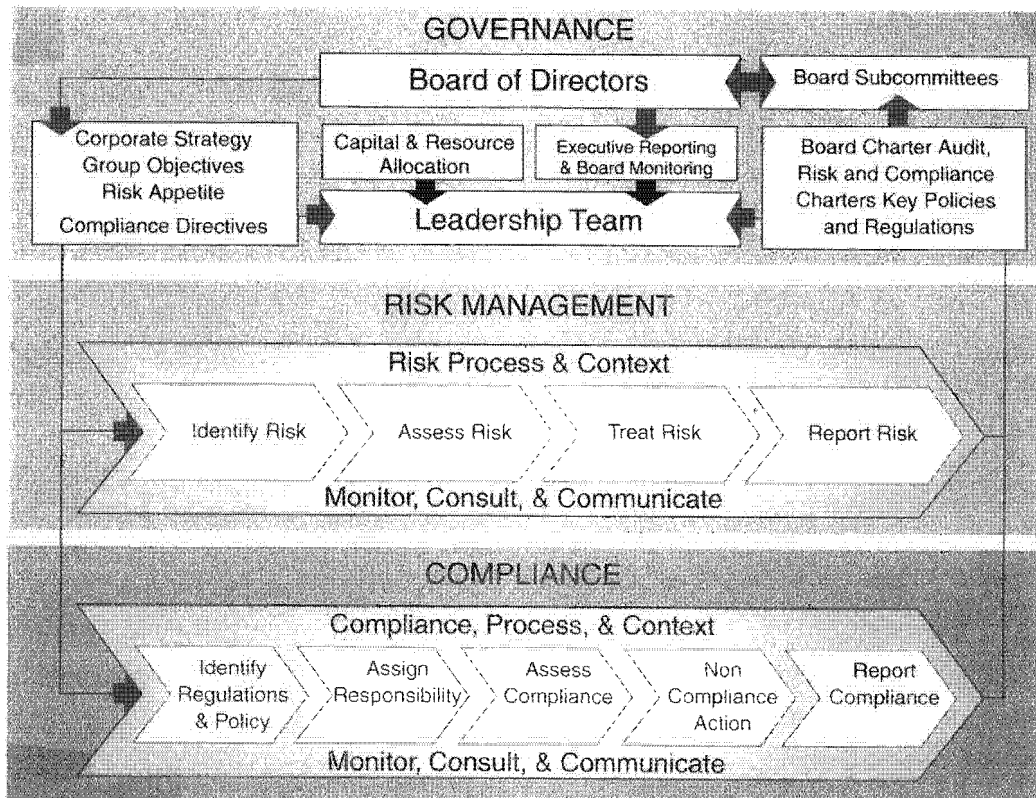 GOVERNANCE
Board of Directors
Board Subcommittees
Corporate Strategy
Group Objectives
Risk Appetite
Compliance Directives
Capital & Resource
Allocation
Executive Reporting
& Board Monitoring
Board Charter Audit,
Risk and Compliance
Charters Key Policies
and Regulations
Leadership Team
RISK MANAGEMENT
Risk Process & Context
Identify Risk
Assess Risk
Treat Risk
Report Risk
Monitor, Consult, & Communicate
COMPLIANCE
Compliance, Process, & Context
Identify
Regulations
& Policy
Assign
Responsibility
Assess
Compliance
Non
Compliance
Action
Report
Compliance
Monitor, Consult, & Communicate